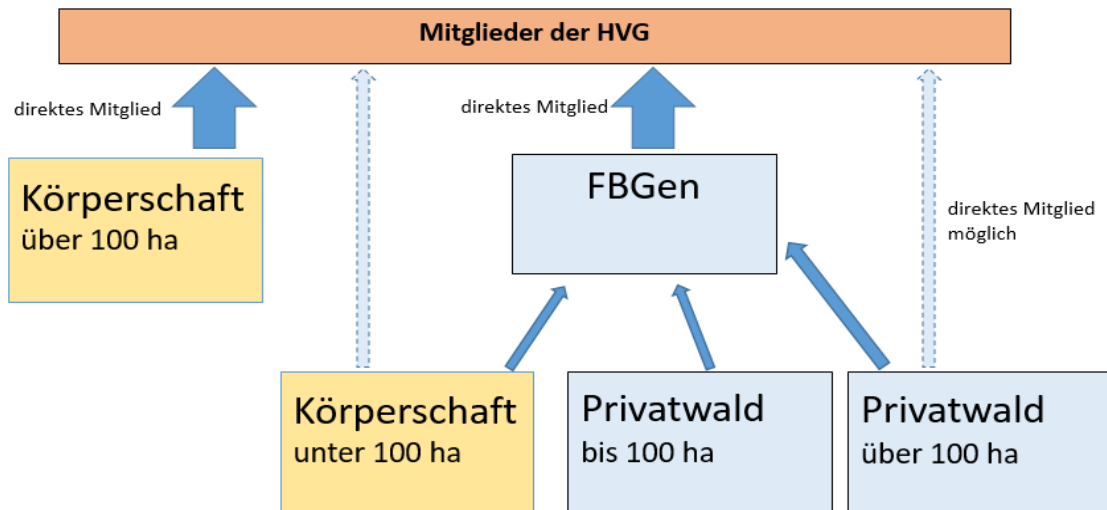 Mitglieder der HVG
direktes Mitglied
direktes Mitglied
Körperschaft
über 100 ha
FBGen
direktes Mitglied
möglich
Körperschaft
unter 100 ha
Privatwald
bis 100 ha
Privatwald
über 100 ha